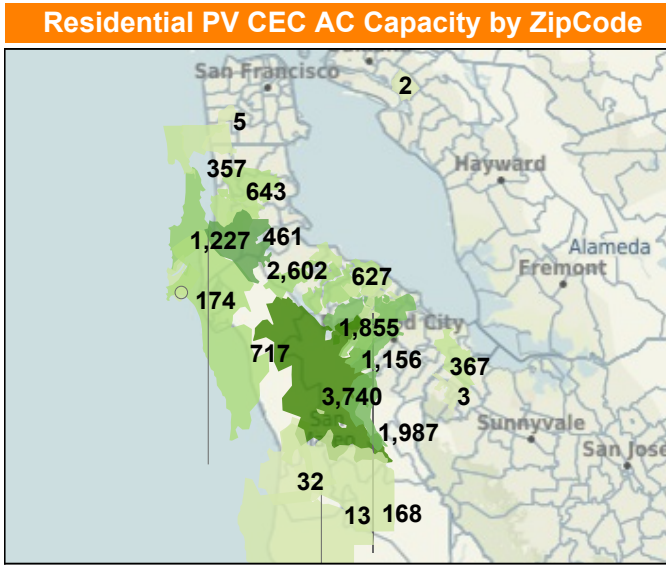 Residential PV CEC AC Capacity by ZipCode
San Francisco
2
5
357
643
Hayward
1,227
461
Alameda
2,602
627
Fremont
174
1,855
City
717
1,156
367
3,740
3
San
1,987
Sunnyvale
San Jose
32
13
168